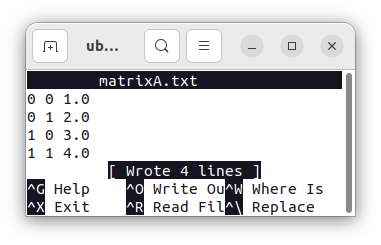 ub...
matrixA.txt
0 0 1.0
0 1 2.0
1 0 3.0
1 1 4.0
[ Wrote 4 lines ]
^G Help ^O Write Ou^W Where Is
^X Exit ^R Read Fil^\ Replace